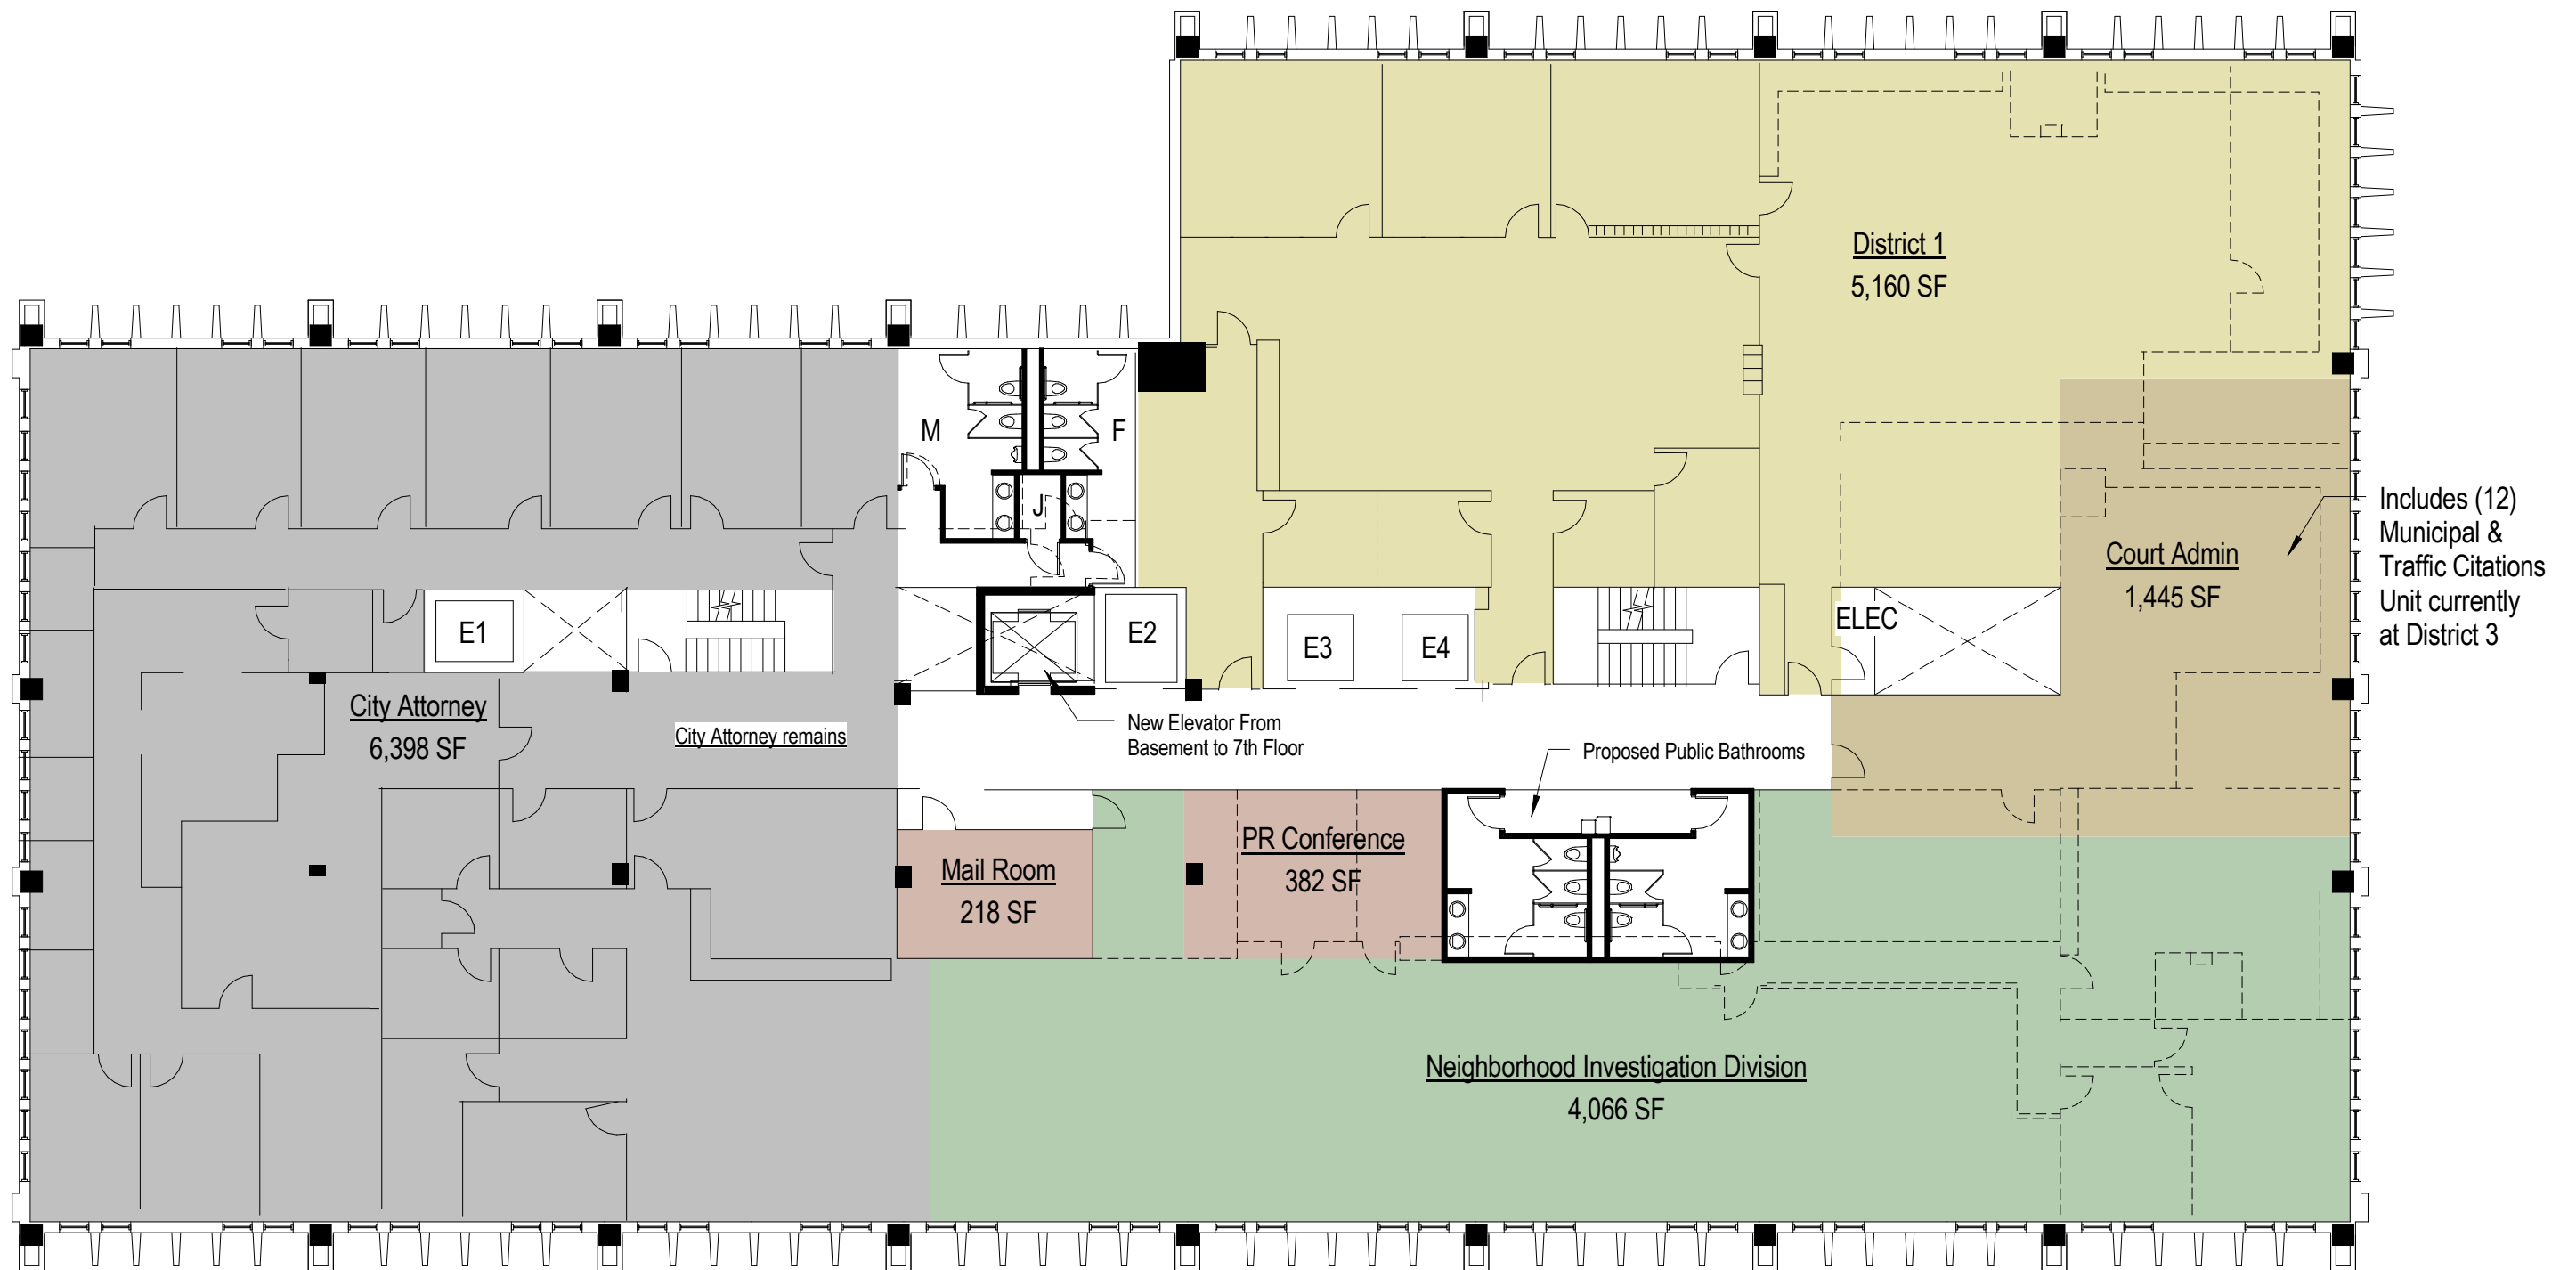 District 1
5,160 SF
M
F
J
Includes (12)
Municipal &
Traffic Citations
Unit currently
at District 3
Court Admin
1,445 SF
E1
E2
E3
E4
ELEC
City Attorney
6,398 SF
City Attorney remains
New Elevator From
Basement to 7th Floor
Proposed Public Bathrooms
Mail Room
218 SF
PR Conference
382 SF
Neighborhood Investigation Division
4,066 SF